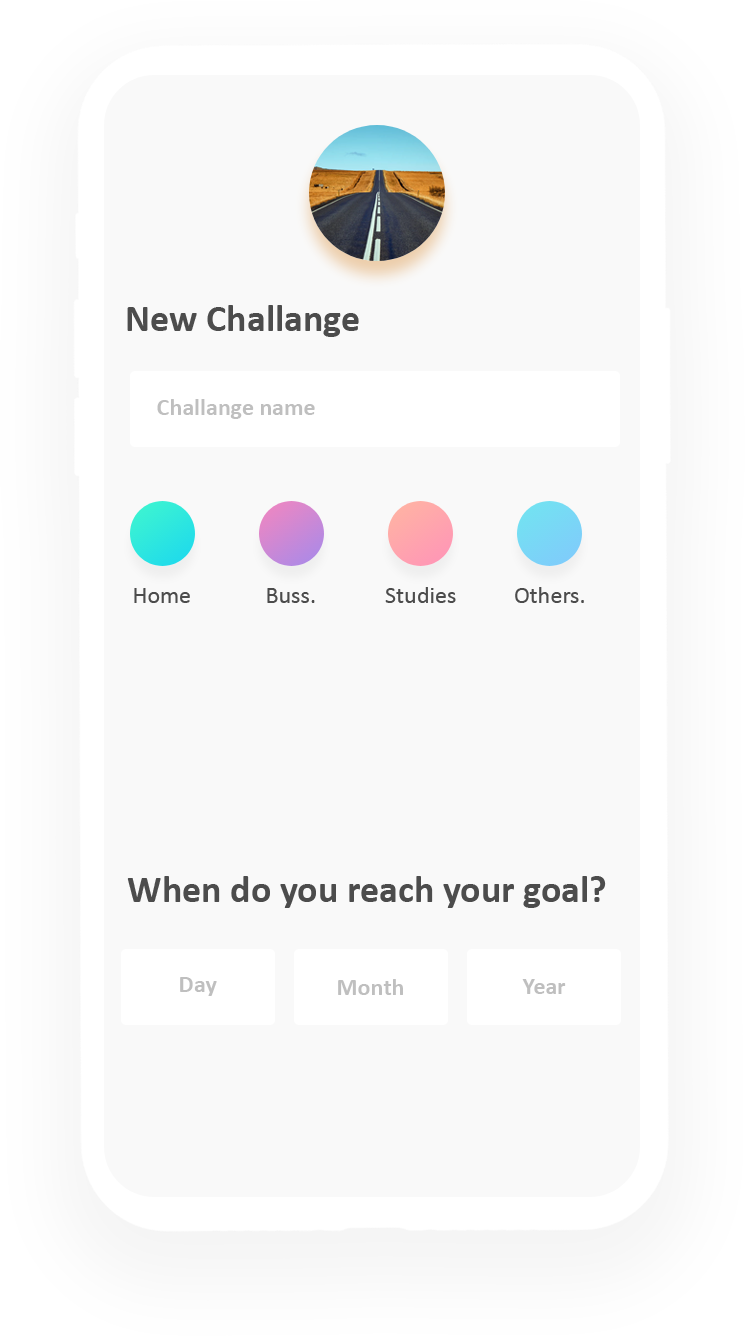 New Challange
Challange name
Home Buss. Studies Others.
When do you reach your goal?
Day Month Year